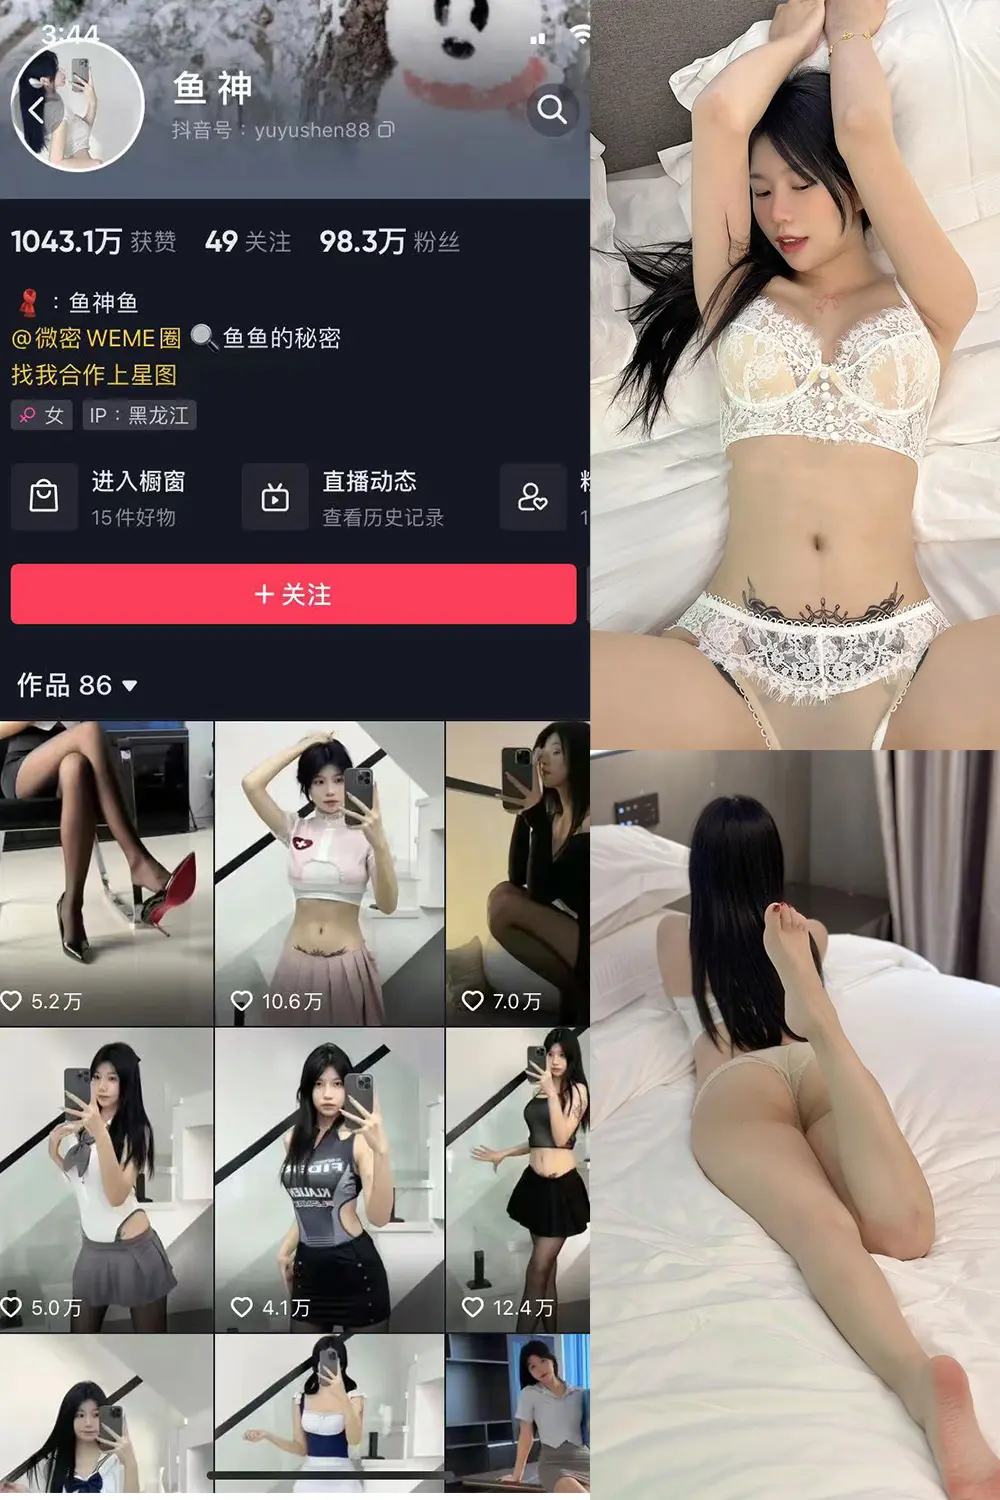 3:44
鱼 神
抖音号：yuyushen88
1043.1万 获赞 49 关注 98.3万 粉丝
：鱼神鱼
@微密 WEME圈 鱼鱼的秘密
找我合作上星图
女 IP：黑龙江
进入橱窗
15件好物
直播动态
查看历史记录
+ 关注
作品 86
5.2万
10.6万
7.0万
5.0万
4.1万
12.4万